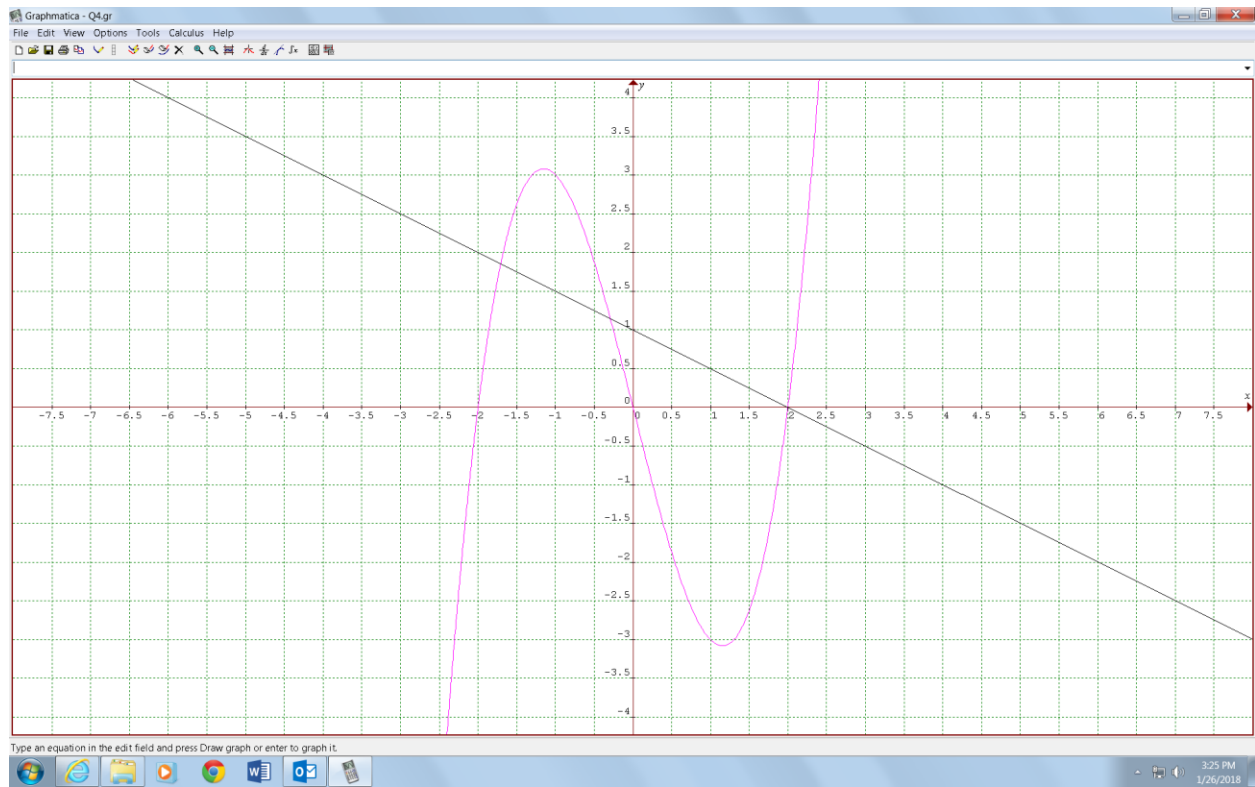 Graphmatica - Q4.gr
File Edit View Options Tools Calculus Help
y
4
3.5
3
2.5
2
1.5
1
0.5
0
x
-7.5 -7 -6.5 -6 -5.5 -5 -4.5 -4 -3.5 -3 -2.5 -2 -1.5 -1 -0.5 0 0.5 1 1.5 2 2.5 3 3.5 4 4.5 5 5.5 6 6.5 7 7.5
-0.5
-1
-1.5
-2
-2.5
-3
-3.5
-4
Type an equation in the edit field and press Draw graph or enter to graph it.
3:25 PM
1/26/2018